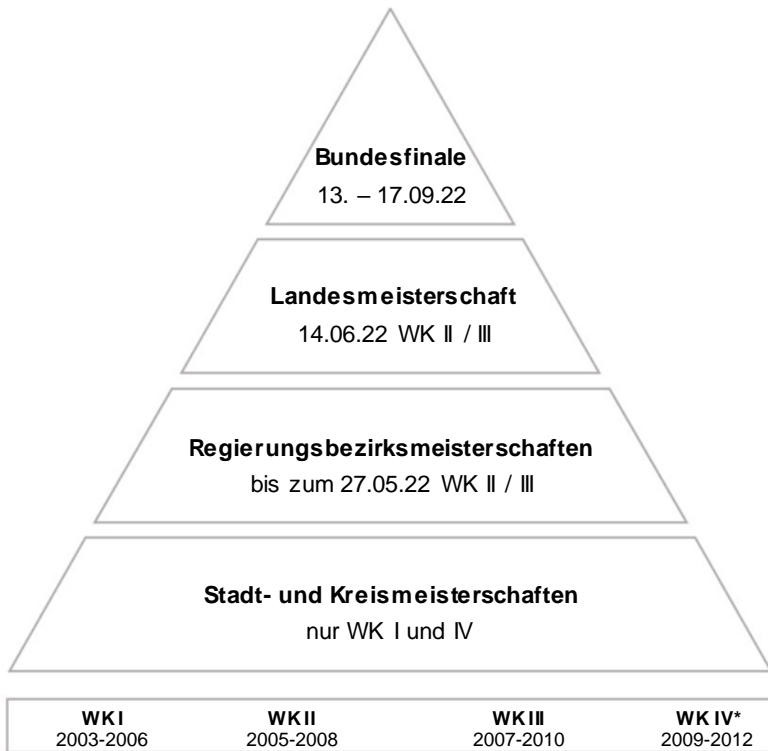 Bundesfinale
13. – 17.09.22
Landesmeisterschaft
14.06.22 WK II / III
Regierungsbezirksmeisterschaften
bis zum 27.05.22 WK II / III
Stadt- und Kreismeisterschaften
nur WK I und IV
WK I WK II WK III WK IV*
2003-2006 2005-2008 2007-2010 2009-2012